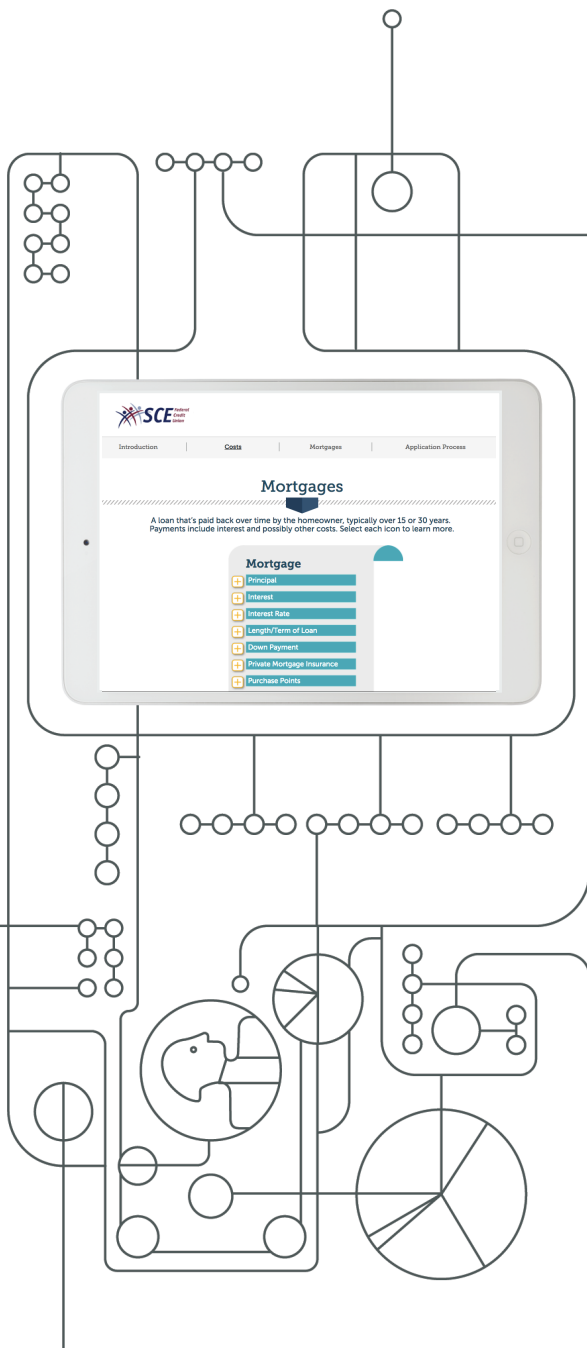 SCE Federal
Credit
Union
Introduction | Costs | Mortgages | Application Process
Mortgages
A loan that's paid back over time by the homeowner, typically over 15 or 30 years.
Payments include interest and possibly other costs. Select each icon to learn more.
Mortgage
Principal
Interest
Interest Rate
Length/Term of Loan
Down Payment
Private Mortgage Insurance
Purchase Points